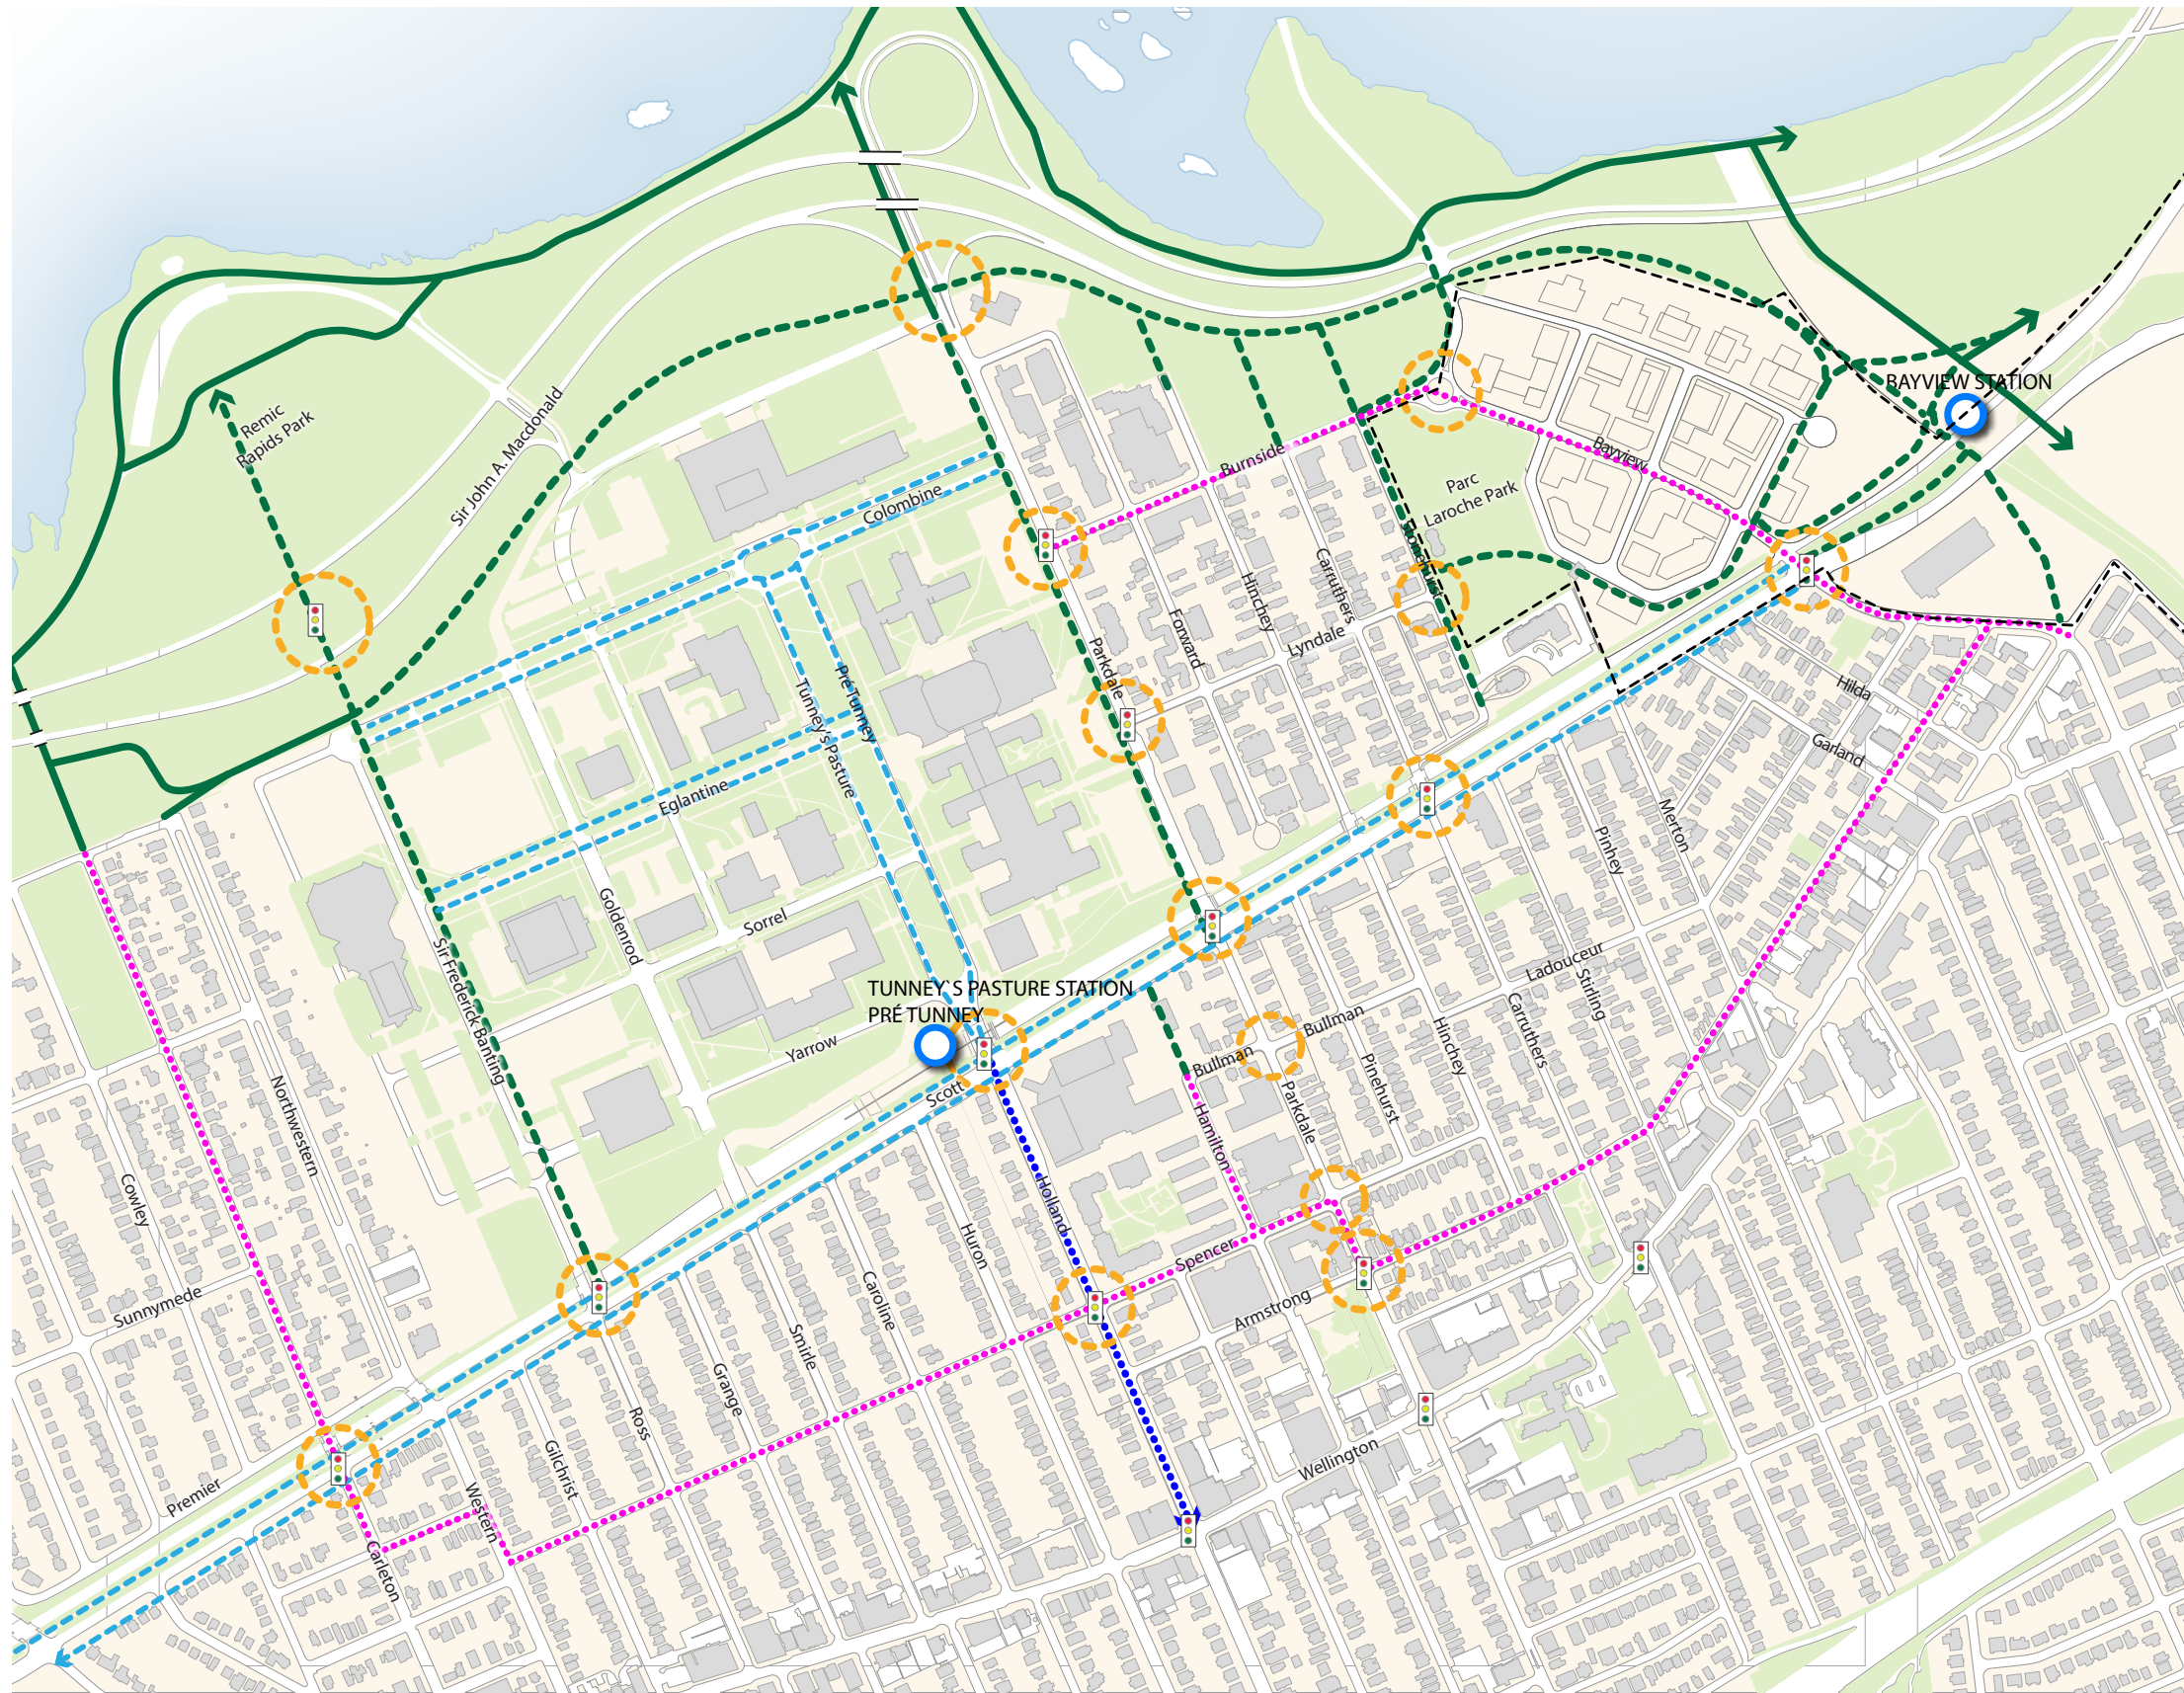 BAYVIEW STATION
Remic
Rapids Park
Sir John A. Macdonald
Colombine
Burnside
Bayview
Parc
Laroche Park
Stonehurst
Carruthers
Hinchey
Forward
Lyndale
Parkdale
Pré Tunney
Tunney's Pasture
Eglantine
Hilda
Garland
Merton
Pinhey
Goldenrod
Sorrel
Sir Frederick Banting
TUNNEY`S PASTURE STATION
PRÉ TUNNEY
Yarrow
Scott
Ladouceur
Stirling
Carruthers
Hinchey
Bullman
Bullman
Pinehurst
Parkdale
Hamilton
Northwestern
Cowley
Holland
Huron
Spencer
Sunnymede
Caroline
Armstrong
Smirle
Grange
Ross
Gilchrist
Western
Wellington
Premier
Carleton